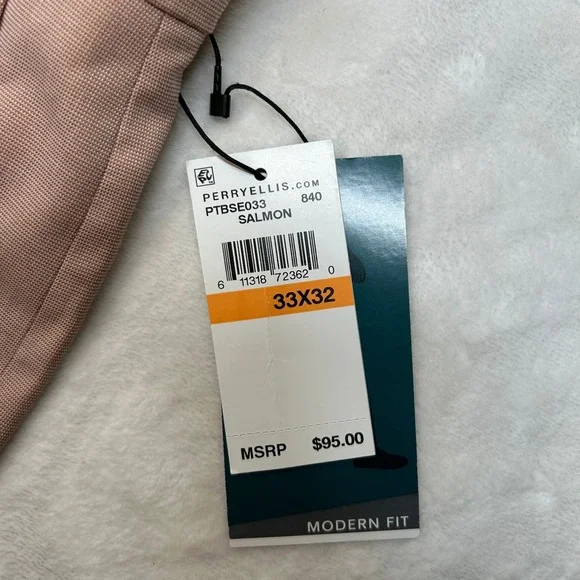 PERRYELLIS.COM
PTBSE033 840
SALMON
6 11318 72362 0
33X32
MSRP $95.00
MODERN FIT